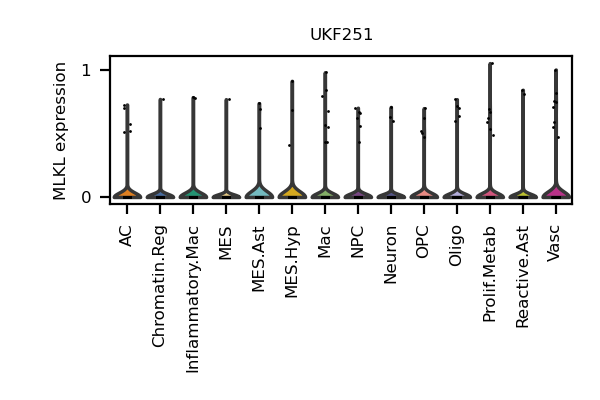 UKF251
MLKL expression
1
0
AC
Chromatin.Reg
Inflammatory.Mac
MES
MES.Ast
MES.Hyp
Mac
NPC
Neuron
OPC
Oligo
Prolif.Metab
Reactive.Ast
Vasc